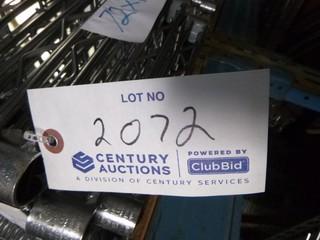 LOT NO
2072
CENTURY AUCTIONS
POWERED BY
ClubBid
A DIVISION OF CENTURY SERVICES